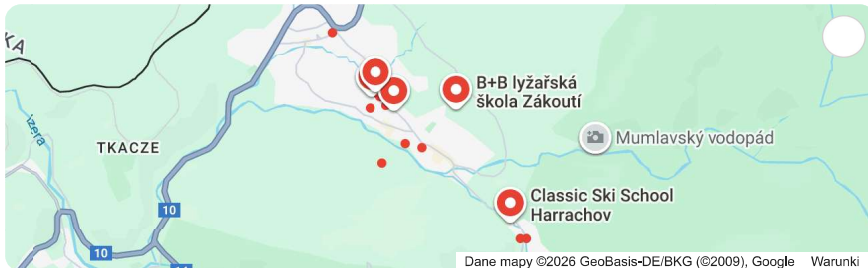 KA
B+B lyžařská
škola Zákoutí
Mumlavský vodopád
zera
TKACZE
Classic Ski School
Harrachov
10
10
Dane mapy ©2026 GeoBasis-DE/BKG (©2009), Google Warunki